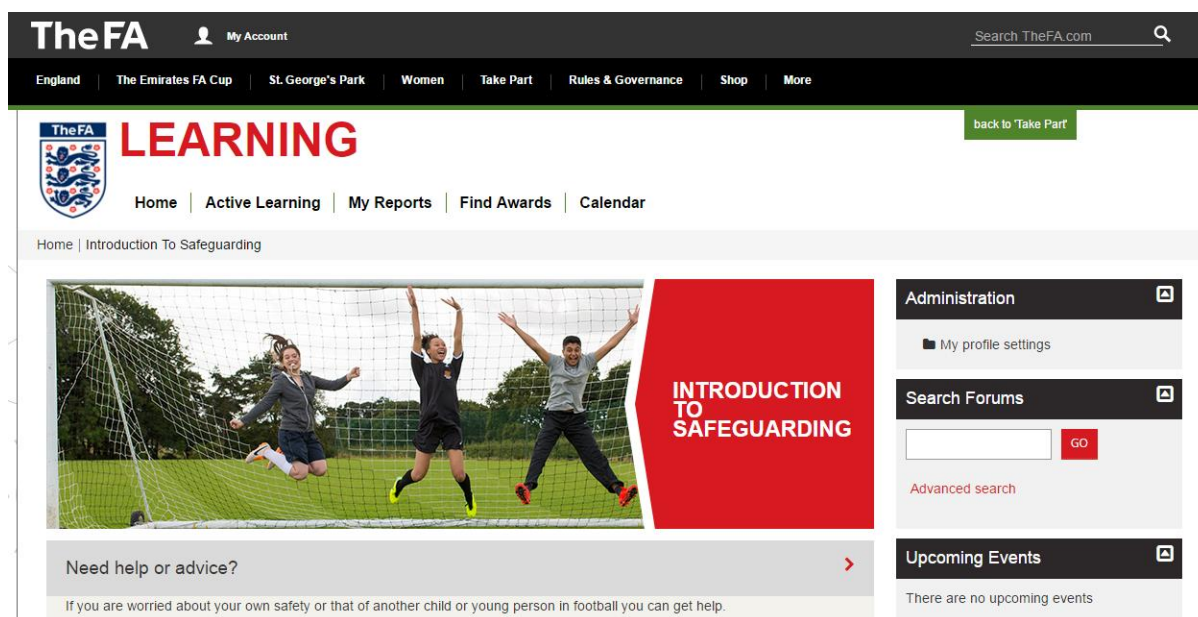 TheFA
My Account
Search TheFA.com
England
The Emirates FA Cup
St. George's Park
Women
Take Part
Rules & Governance
Shop
More
back to 'Take Part'
TheFA
LEARNING
Home
Active Learning
My Reports
Find Awards
Calendar
Home | Introduction To Safeguarding
INTRODUCTION
TO
SAFEGUARDING
Need help or advice?
If you are worried about your own safety or that of another child or young person in football you can get help.
Administration
My profile settings
Search Forums
GO
Advanced search
Upcoming Events
There are no upcoming events